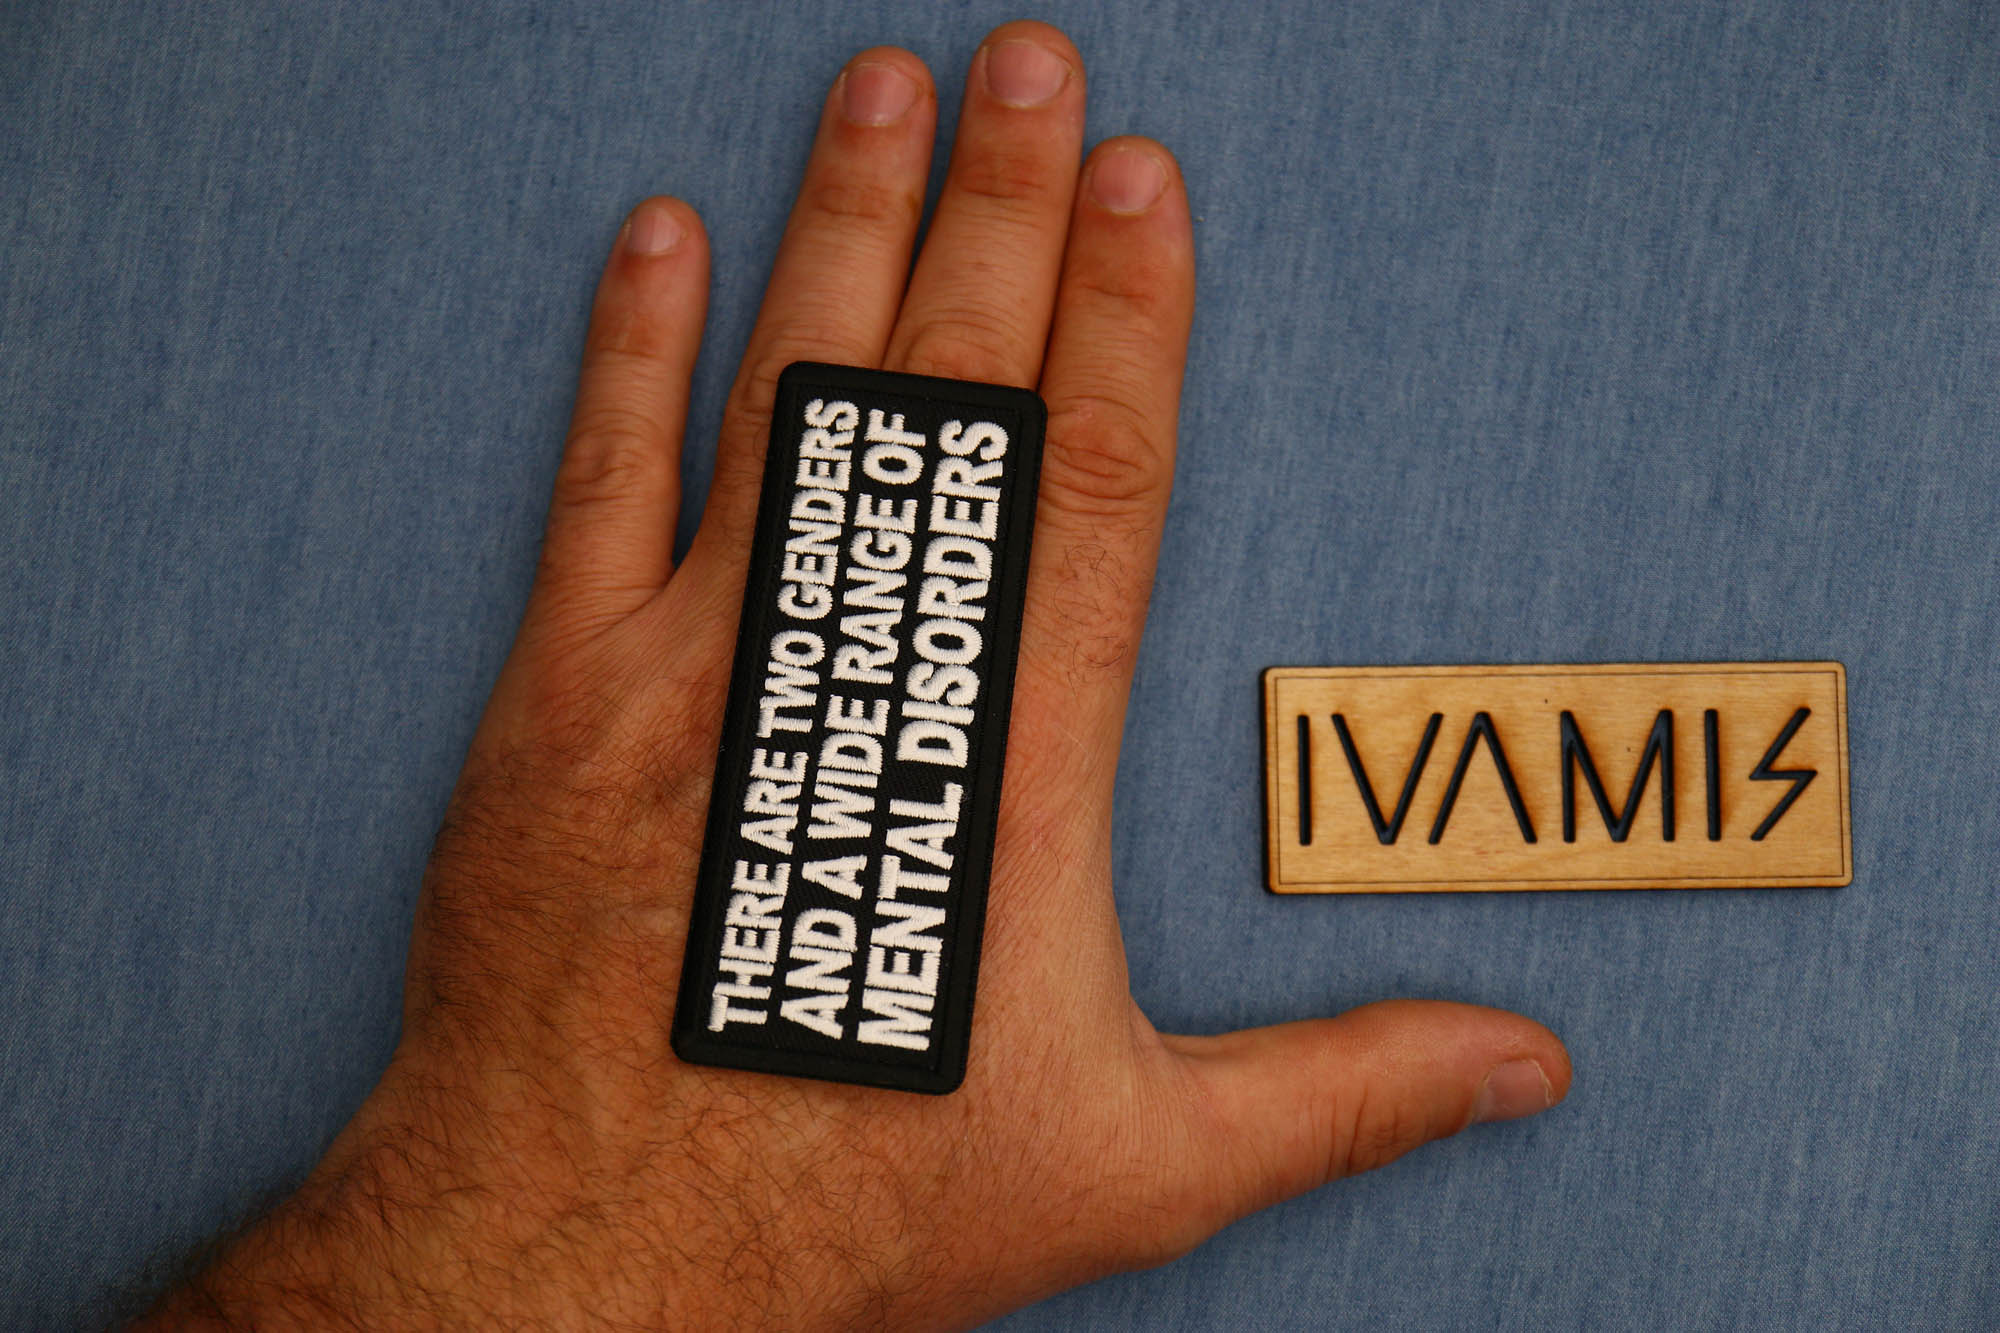 THERE ARE TWO GENDERS
AND A WIDE RANGE OF
MENTAL DISORDERS
IVAMIS